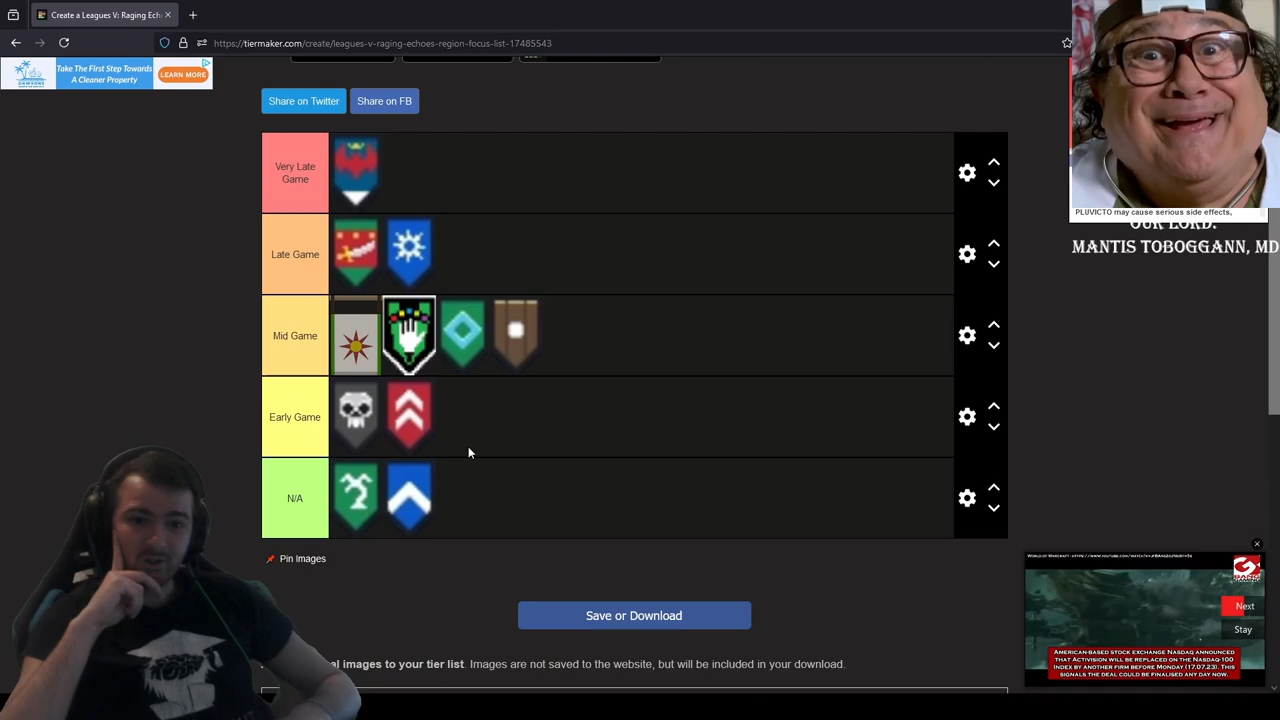 Create a Leagues V: Raging Ech
https://tiermaker.com/create/leagues-v-raging-echoes-region-focus-list-17485543
Take The First Step Towards
A Cleaner Property
LEARN MORE
Share on Twitter
Share on FB
PLUVICTO may cause serious side effects,
OUR LORD:
MANTIS TOBOGGANN, MD
Very Late
Game
Late Game
Mid Game
Early Game
N/A
Pin Images
Save or Download
al images to your tier list. Images are not saved to the website, but will be included in your download.
Next
Stay
AMERICAN-BASED STOCK EXCHANGE NASDAQ ANNOUNCED
THAT ACTIVISION WILL BE REPLACED ON THE NASDAQ-100
INDEX BY ANOTHER FIRM BEFORE MONDAY (17.07.23). THIS
SIGNALS THE DEAL COULD BE FINALISED ANY DAY NOW.